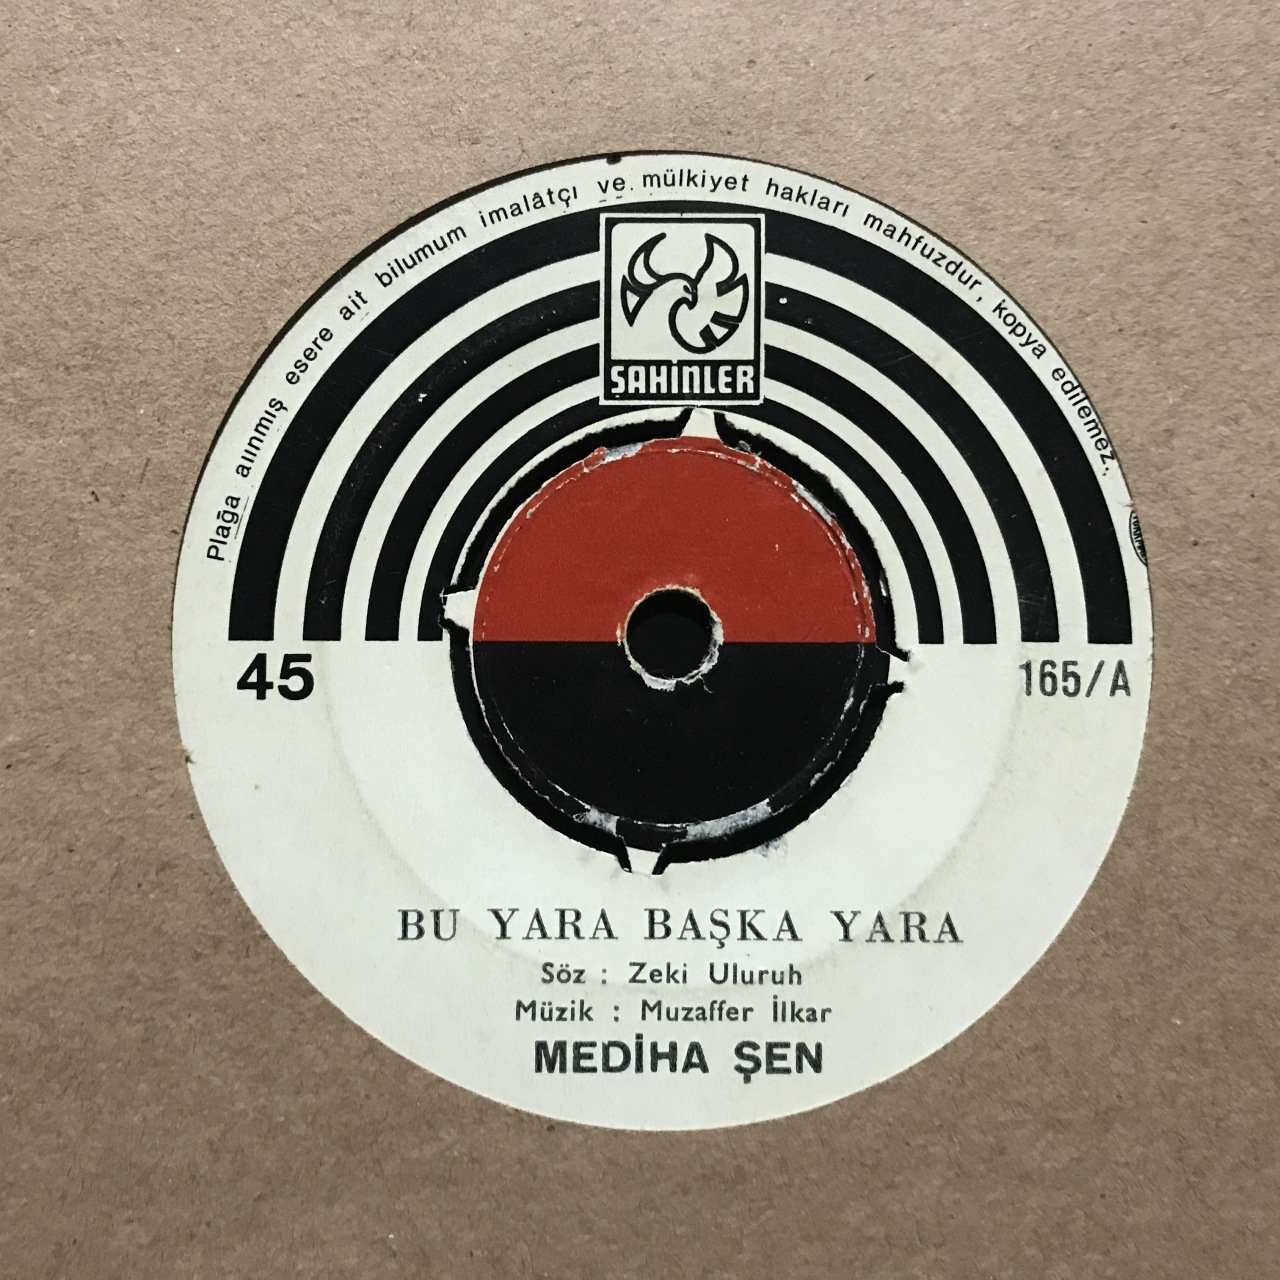 Plağa alınmış esere ait bilumum imalâtçı ve mülkiyet hakları mahfuzdur, kopya edilemez.,
ŞAHİNLER
45
165/A
BU YARA BAŞKA YARA
Söz : Zeki Uluruh
Müzik : Muzaffer İlkar
MEDİHA ŞEN